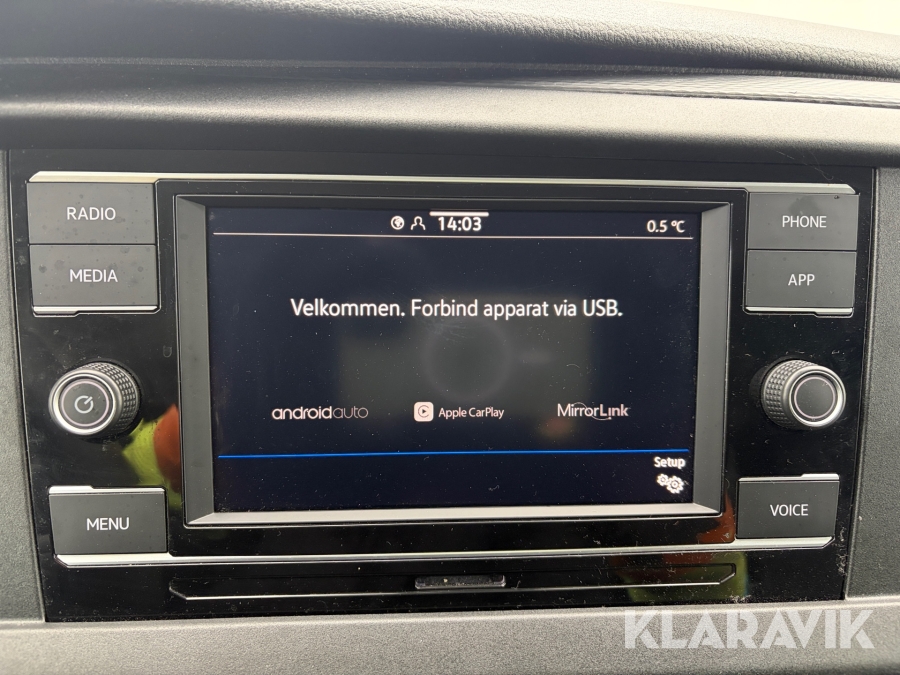 RADIO
MEDIA
MENU
14:03
0.5 °C
Velkommen. Forbind apparat via USB.
androidauto
Apple CarPlay
MirrorLink
Setup
PHONE
APP
VOICE
KLARAVIK